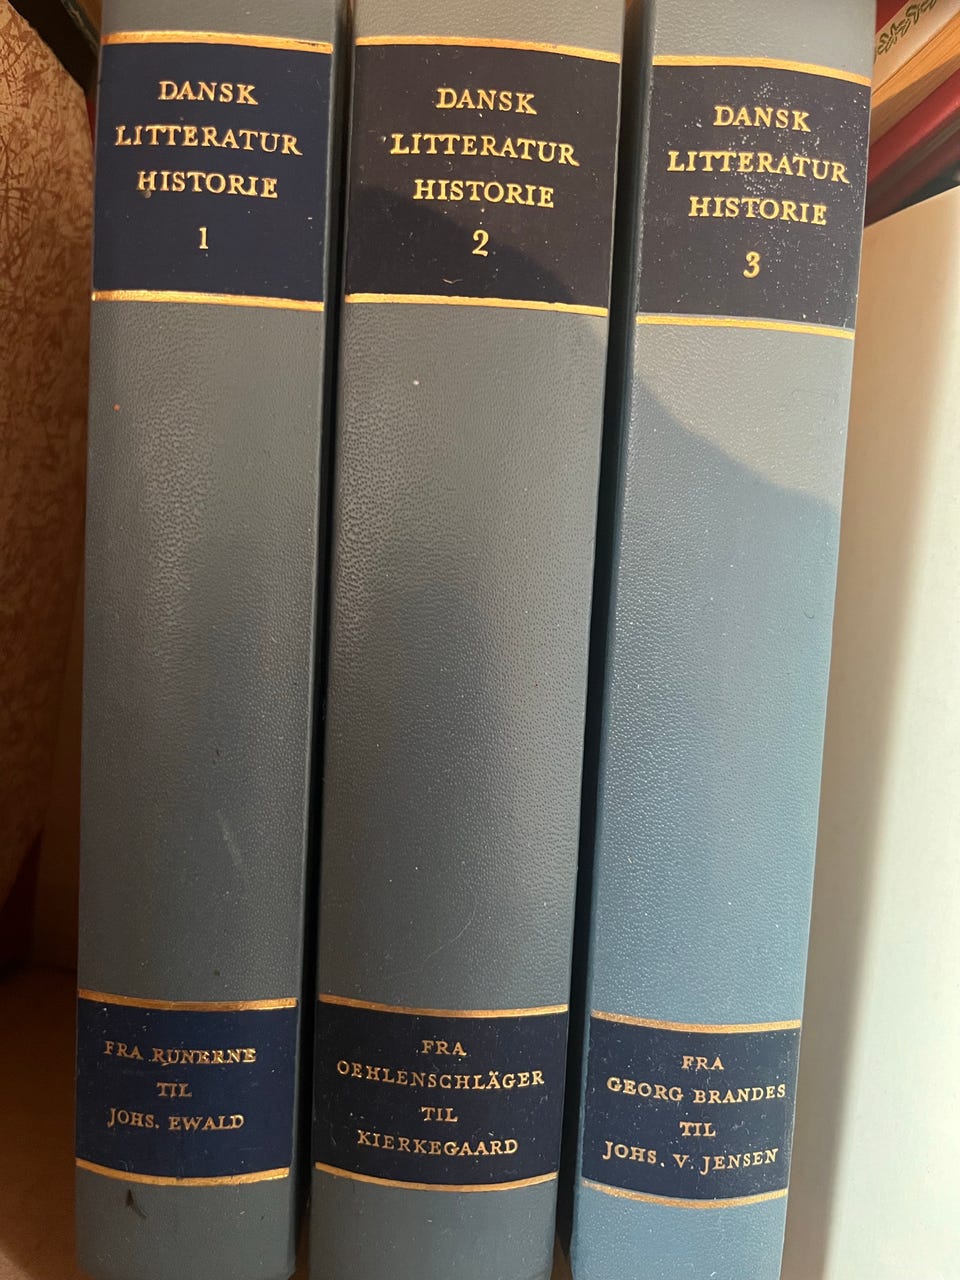 DANSK
LITTERATUR
HISTORIE
1
FRA RUNERNE
TIL
JOHS. EWALD
DANSK
LITTERATUR
HISTORIE
2
FRA
OEHLENSCHLÄGER
TIL
KIERKEGAARD
DANSK
LITTERATUR
HISTORIE
3
FRA
GEORG BRANDES
TIL
JOHS. V. JENSEN